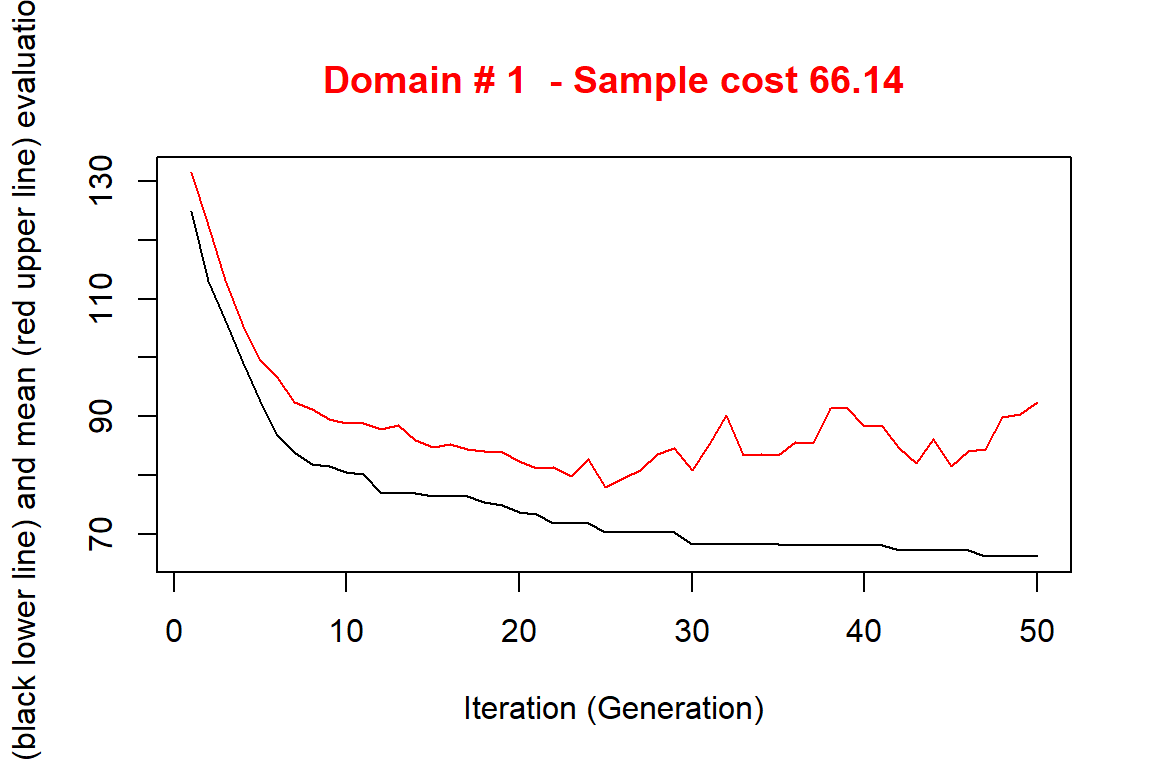 Domain # 1  - Sample cost 66.14
(black lower line) and mean (red upper line)
130
110
90
70
0 10 20 30 40 50
Iteration (Generation)